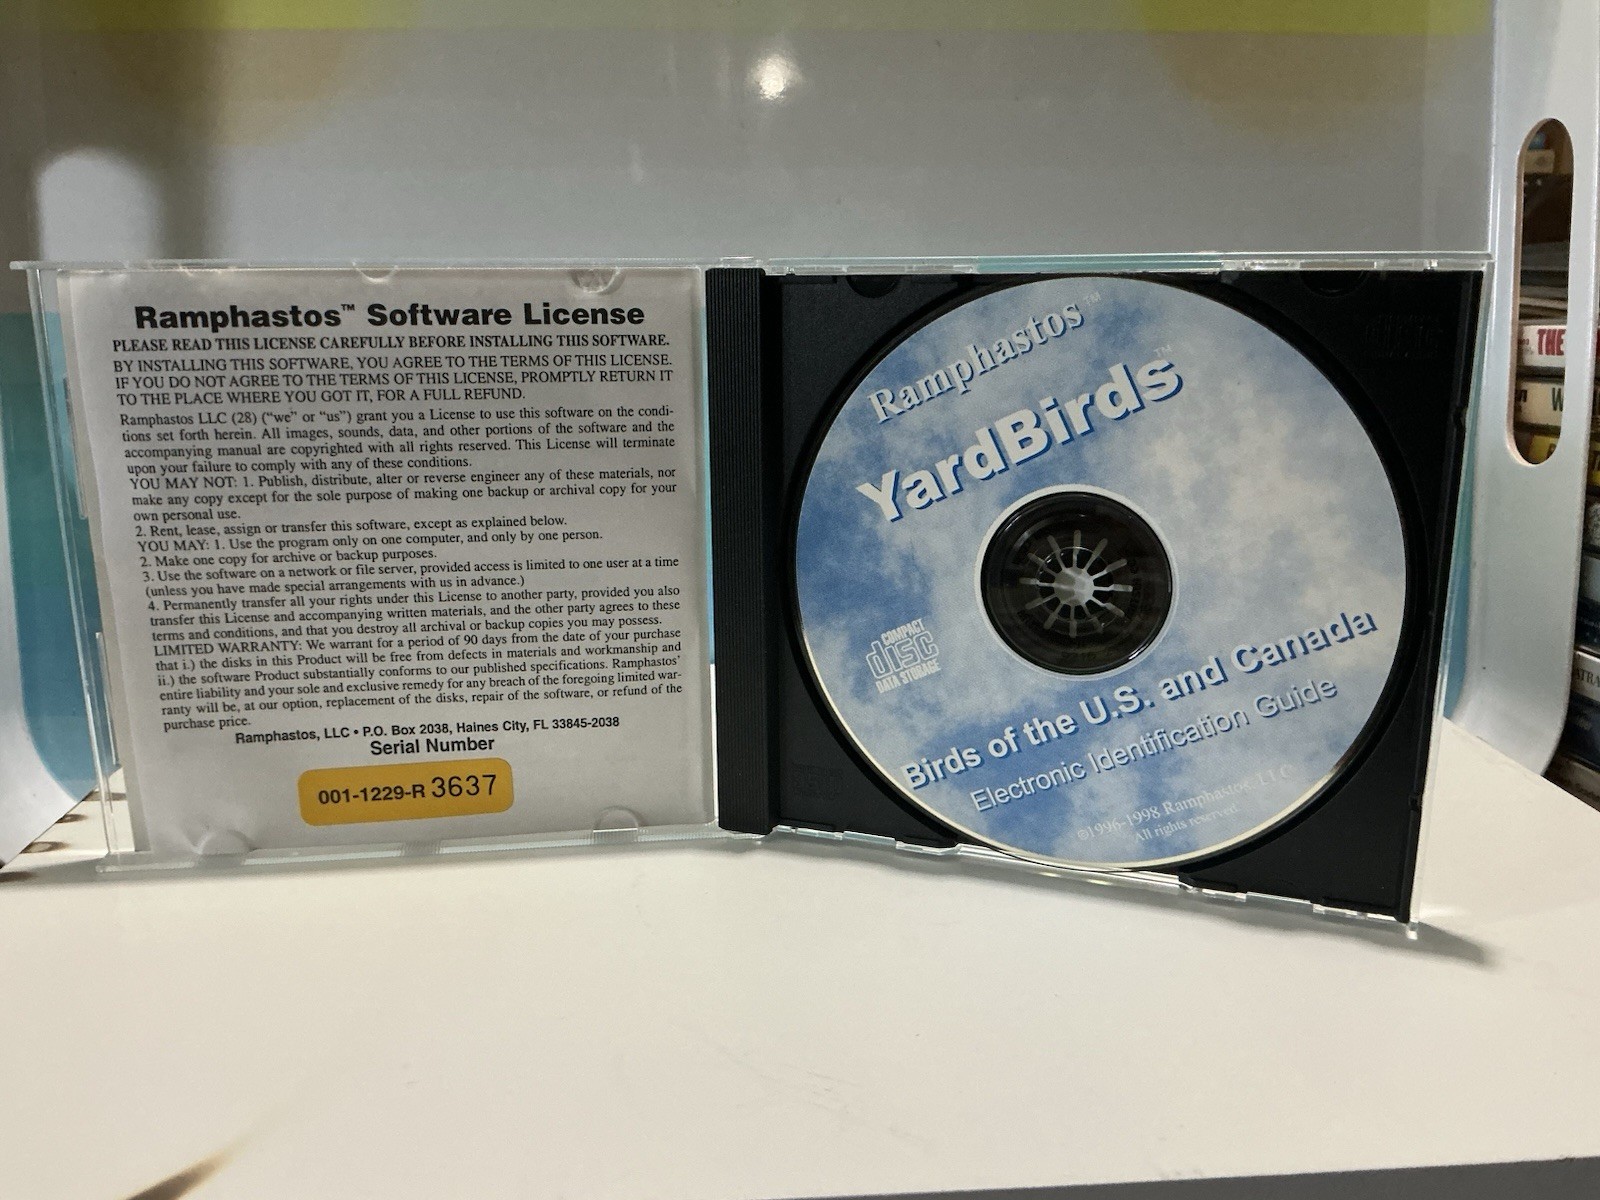 Ramphastos™ Software License
PLEASE READ THIS LICENSE CAREFULLY BEFORE INSTALLING THIS SOFTWARE.
BY INSTALLING THIS SOFTWARE, YOU AGREE TO THE TERMS OF THIS LICENSE.
IF YOU DO NOT AGREE TO THE TERMS OF THIS LICENSE, PROMPTLY RETURN IT
TO THE PLACE WHERE YOU GOT IT, FOR A FULL REFUND.
Ramphastos LLC (28) (“we” or “us”) grant you a License to use this software on the condi-
tions set forth herein. All images, sounds, data, and other portions of the software and the
accompanying manual are copyrighted with all rights reserved. This License will terminate
upon your failure to comply with any of these conditions.
YOU MAY NOT: 1. Publish, distribute, alter or reverse engineer any of these materials, nor
make any copy except for the sole purpose of making one backup or archival copy for your
own personal use.
2. Rent, lease, assign or transfer this software, except as explained below.
YOU MAY: 1. Use the program only on one computer, and only by one person.
2. Make one copy for archive or backup purposes.
3. Use the software on a network or file server, provided access is limited to one user at a time
(unless you have made special arrangements with us in advance.)
4. Permanently transfer all your rights under this License to another party, provided you also
transfer this License and accompanying written materials, and the other party agrees to these
terms and conditions, and that you destroy all archival or backup copies you may possess.
LIMITED WARRANTY: We warrant for a period of 90 days from the date of your purchase
that i.) the disks in this Product will be free from defects in materials and workmanship and
ii.) the software Product substantially conforms to our published specifications. Ramphastos’
entire liability and your sole and exclusive remedy for any breach of the foregoing limited war-
ranty will be, at our option, replacement of the disks, repair of the software, or refund of the
purchase price.
Ramphastos, LLC • P.O. Box 2038, Haines City, FL 33845-2038
Serial Number
001-1229-R 3637
Ramphastos™
YardBirds™
COMPACT
disc
DATA STORAGE
Birds of the U.S. and Canada
Electronic Identification Guide
©1996-1998 Ramphastos, LLC
All rights reserved
THE